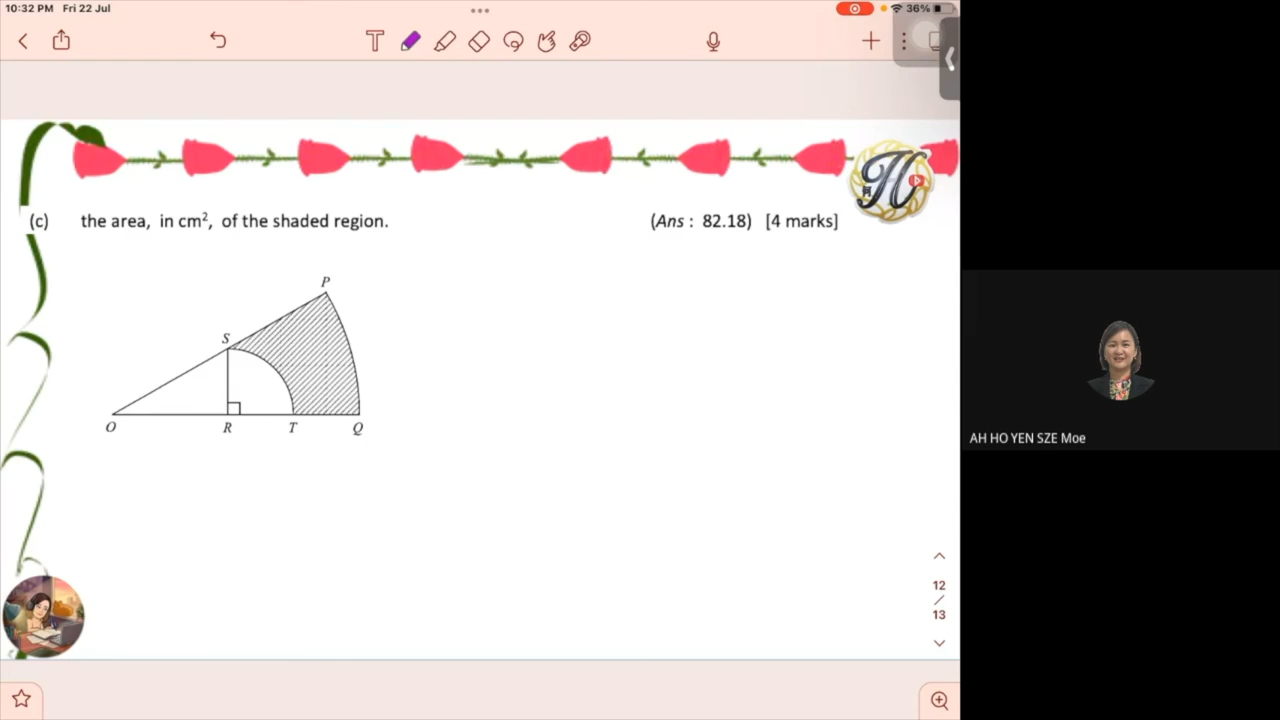 10:32 PM Fri 22 Jul
36%
T
(c) the area, in cm², of the shaded region. (Ans : 82.18) [4 marks]
H
P
S
O R T Q
AH HO YEN SZE Moe
12
/
13